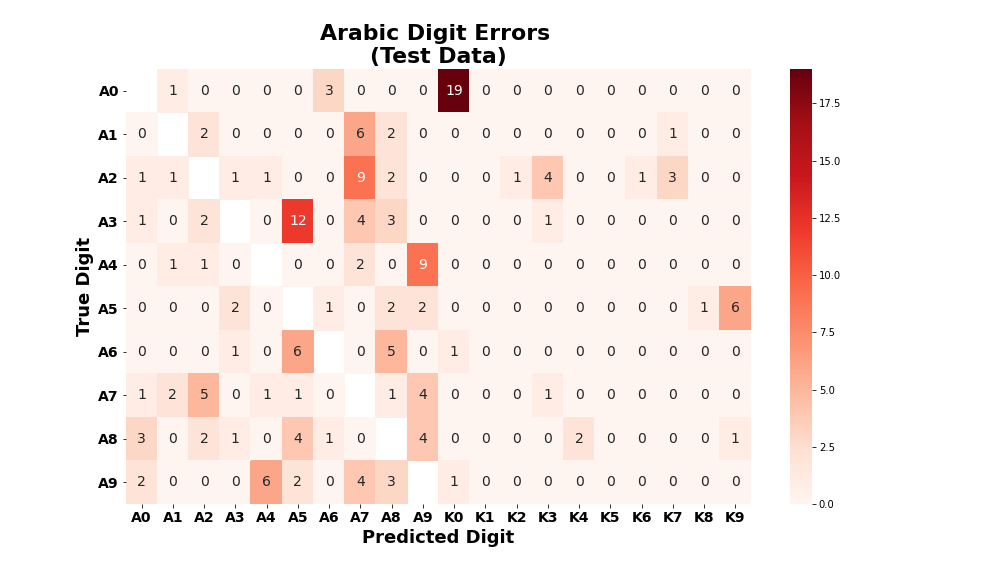 Arabic Digit Errors
(Test Data)
A0 1 0 0 0 0 3 0 0 0 19 0 0 0 0 0 0 0 0 0
A1 0 2 0 0 0 0 6 2 0 0 0 0 0 0 0 0 1 0 0
A2 1 1 1 1 0 0 9 2 0 0 0 1 4 0 0 1 3 0 0
A3 1 0 2 0 12 0 4 3 0 0 0 0 1 0 0 0 0 0 0
A4 0 1 1 0 0 0 2 0 9 0 0 0 0 0 0 0 0 0 0
A5 0 0 0 2 0 1 0 2 2 0 0 0 0 0 0 0 0 1 6
A6 0 0 0 1 0 6 0 5 0 1 0 0 0 0 0 0 0 0 0
A7 1 2 5 0 1 1 0 1 4 0 0 0 1 0 0 0 0 0 0
A8 3 0 2 1 0 4 1 0 4 0 0 0 0 2 0 0 0 0 1
A9 2 0 0 0 6 2 0 4 3 1 0 0 0 0 0 0 0 0 0
A0 A1 A2 A3 A4 A5 A6 A7 A8 A9 K0 K1 K2 K3 K4 K5 K6 K7 K8 K9
Predicted Digit
True Digit
17.5
15.0
12.5
10.0
7.5
5.0
2.5
0.0